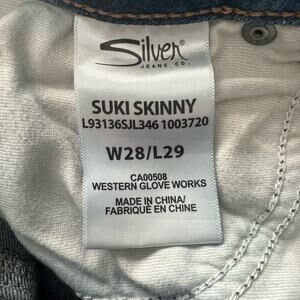 Silver
JEANS CO.
SUKI SKINNY
L93136SJL346 1003720
W28/L29
CA00508
WESTERN GLOVE WORKS
MADE IN CHINA/
FABRIQUÉ EN CHINE